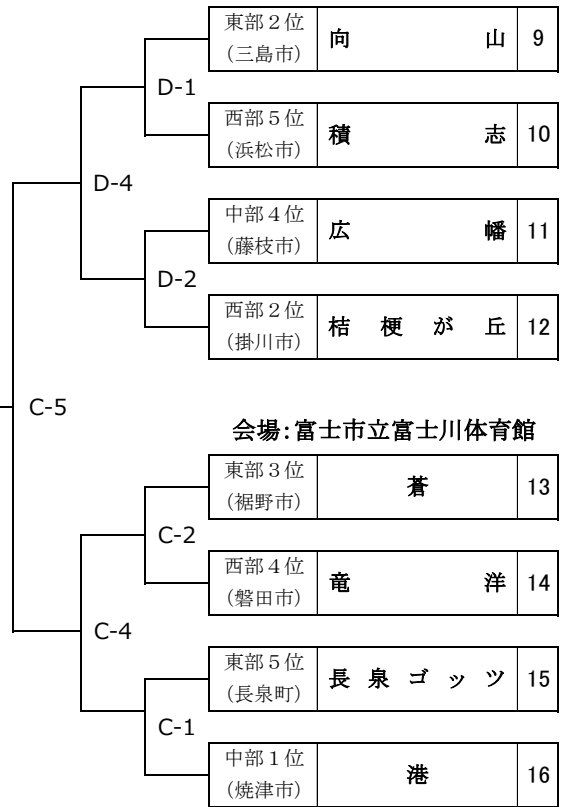 東部２位
(三島市)
向山
9
D-1
西部５位
(浜松市)
積志
10
D-4
中部４位
(藤枝市)
広幡
11
D-2
西部２位
(掛川市)
桔梗が丘
12
C-5
会場：富士市立富士川体育館
東部３位
(裾野市)
蒼
13
C-2
西部４位
(磐田市)
竜洋
14
C-4
東部５位
(長泉町)
長泉ゴッツ
15
C-1
中部１位
(焼津市)
港
16